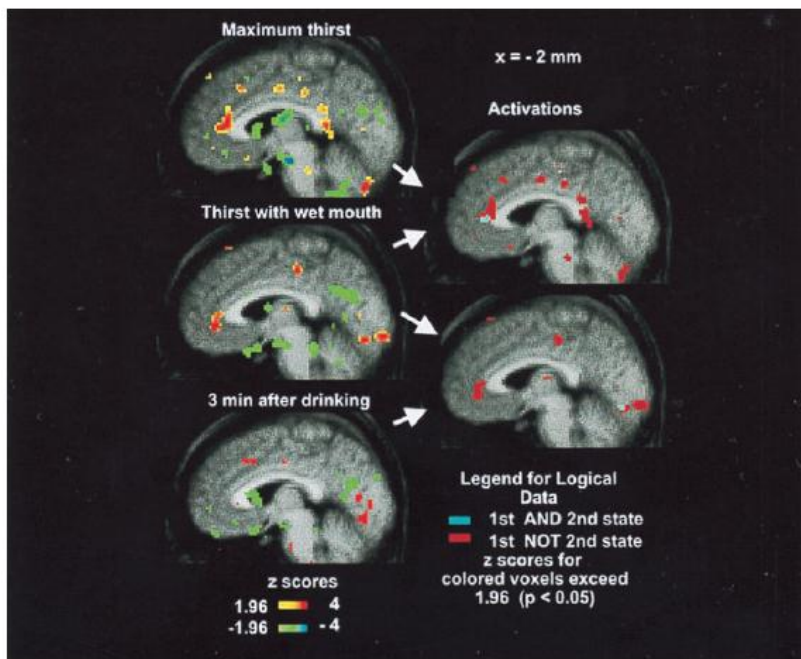 Maximum thirst
x = - 2 mm
Activations
Thirst with wet mouth
3 min after drinking
Legend for Logical
Data
1st AND 2nd state
1st NOT 2nd state
z scores for
colored voxels exceed
1.96 (p < 0.05)
z scores
1.96 4
-1.96 - 4